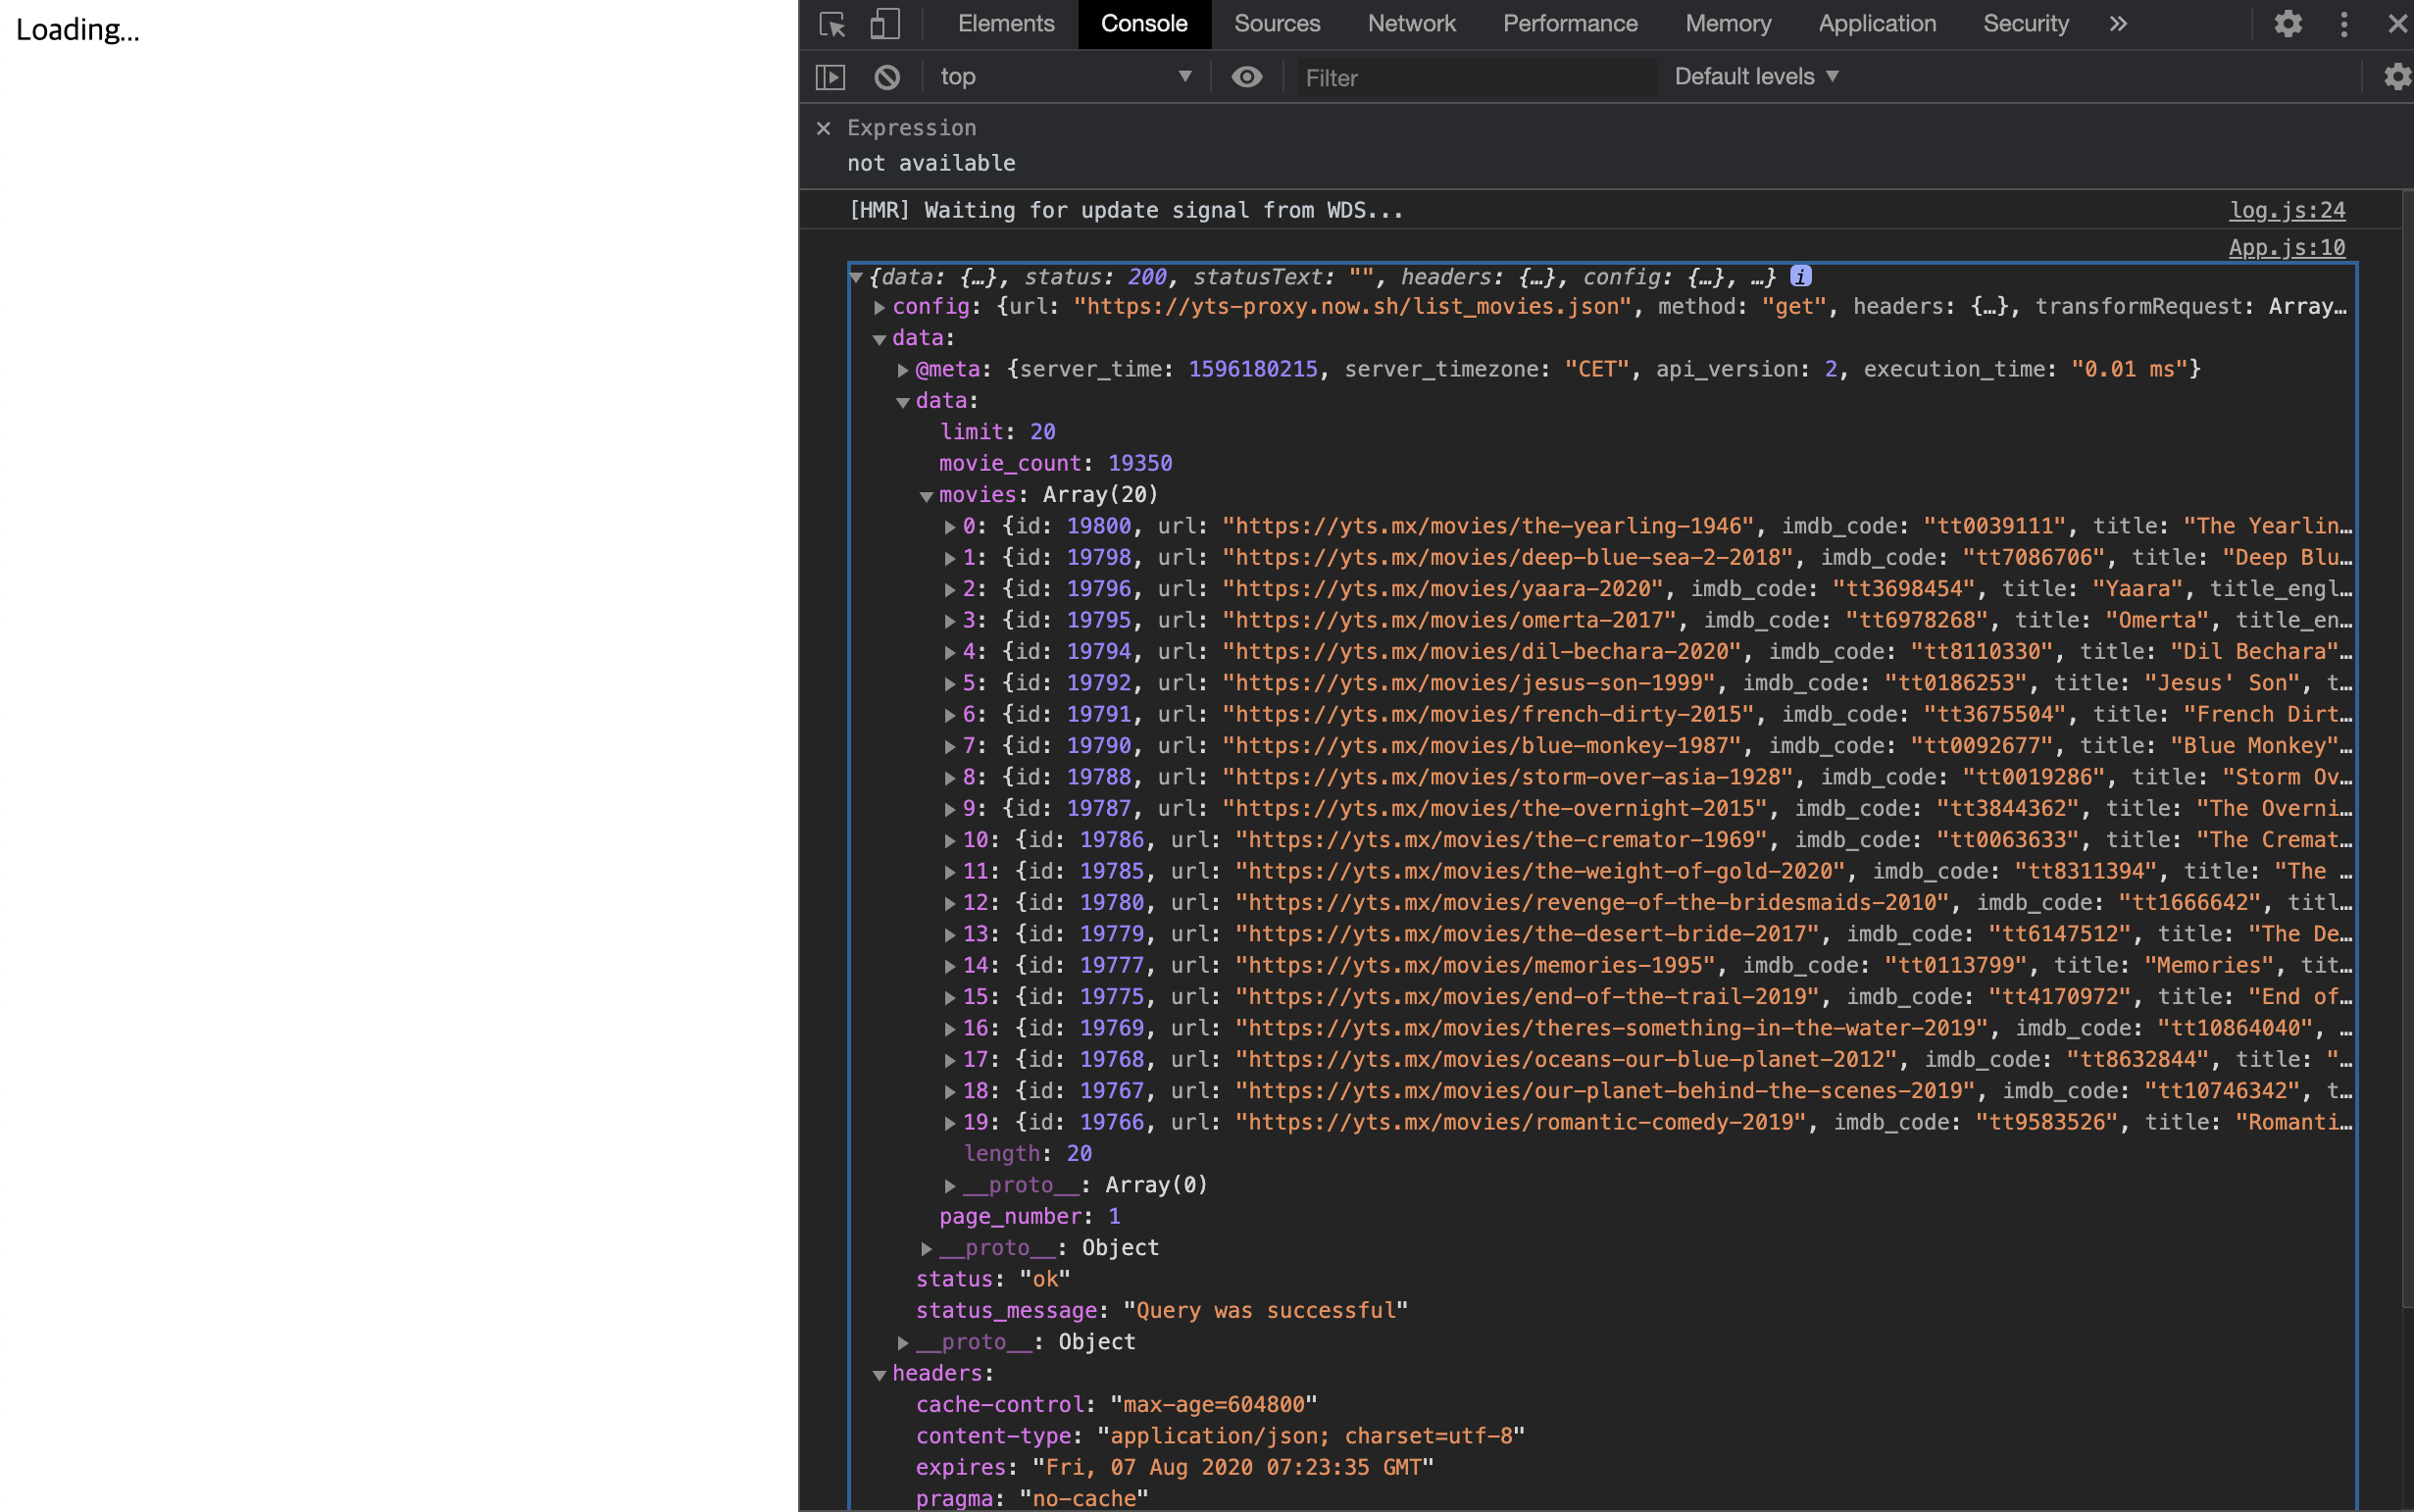 Loading...
Elements Console Sources Network Performance Memory Application Security »
top Filter Default levels
Expression
not available
[HMR] Waiting for update signal from WDS... log.js:24
App.js:10
{data: {…}, status: 200, statusText: "", headers: {…}, config: {…}, …} i
config: {url: "https://yts-proxy.now.sh/list_movies.json", method: "get", headers: {…}, transformRequest: Array…
data:
@meta: {server_time: 1596180215, server_timezone: "CET", api_version: 2, execution_time: "0.01 ms"}
data:
limit: 20
movie_count: 19350
movies: Array(20)
0: {id: 19800, url: "https://yts.mx/movies/the-yearling-1946", imdb_code: "tt0039111", title: "The Yearlin…
1: {id: 19798, url: "https://yts.mx/movies/deep-blue-sea-2-2018", imdb_code: "tt7086706", title: "Deep Blu…
2: {id: 19796, url: "https://yts.mx/movies/yaara-2020", imdb_code: "tt3698454", title: "Yaara", title_engl…
3: {id: 19795, url: "https://yts.mx/movies/omerta-2017", imdb_code: "tt6978268", title: "Omerta", title_en…
4: {id: 19794, url: "https://yts.mx/movies/dil-bechara-2020", imdb_code: "tt8110330", title: "Dil Bechara"…
5: {id: 19792, url: "https://yts.mx/movies/jesus-son-1999", imdb_code: "tt0186253", title: "Jesus' Son", t…
6: {id: 19791, url: "https://yts.mx/movies/french-dirty-2015", imdb_code: "tt3675504", title: "French Dirt…
7: {id: 19790, url: "https://yts.mx/movies/blue-monkey-1987", imdb_code: "tt0092677", title: "Blue Monkey"…
8: {id: 19788, url: "https://yts.mx/movies/storm-over-asia-1928", imdb_code: "tt0019286", title: "Storm Ov…
9: {id: 19787, url: "https://yts.mx/movies/the-overnight-2015", imdb_code: "tt3844362", title: "The Overni…
10: {id: 19786, url: "https://yts.mx/movies/the-cremator-1969", imdb_code: "tt0063633", title: "The Cremat…
11: {id: 19785, url: "https://yts.mx/movies/the-weight-of-gold-2020", imdb_code: "tt8311394", title: "The …
12: {id: 19780, url: "https://yts.mx/movies/revenge-of-the-bridesmaids-2010", imdb_code: "tt1666642", titl…
13: {id: 19779, url: "https://yts.mx/movies/the-desert-bride-2017", imdb_code: "tt6147512", title: "The De…
14: {id: 19777, url: "https://yts.mx/movies/memories-1995", imdb_code: "tt0113799", title: "Memories", tit…
15: {id: 19775, url: "https://yts.mx/movies/end-of-the-trail-2019", imdb_code: "tt4170972", title: "End of…
16: {id: 19769, url: "https://yts.mx/movies/theres-something-in-the-water-2019", imdb_code: "tt10864040", …
17: {id: 19768, url: "https://yts.mx/movies/oceans-our-blue-planet-2012", imdb_code: "tt8632844", title: "…
18: {id: 19767, url: "https://yts.mx/movies/our-planet-behind-the-scenes-2019", imdb_code: "tt10746342", t…
19: {id: 19766, url: "https://yts.mx/movies/romantic-comedy-2019", imdb_code: "tt9583526", title: "Romanti…
length: 20
__proto__: Array(0)
page_number: 1
__proto__: Object
status: "ok"
status_message: "Query was successful"
__proto__: Object
headers:
cache-control: "max-age=604800"
content-type: "application/json; charset=utf-8"
expires: "Fri, 07 Aug 2020 07:23:35 GMT"
pragma: "no-cache"